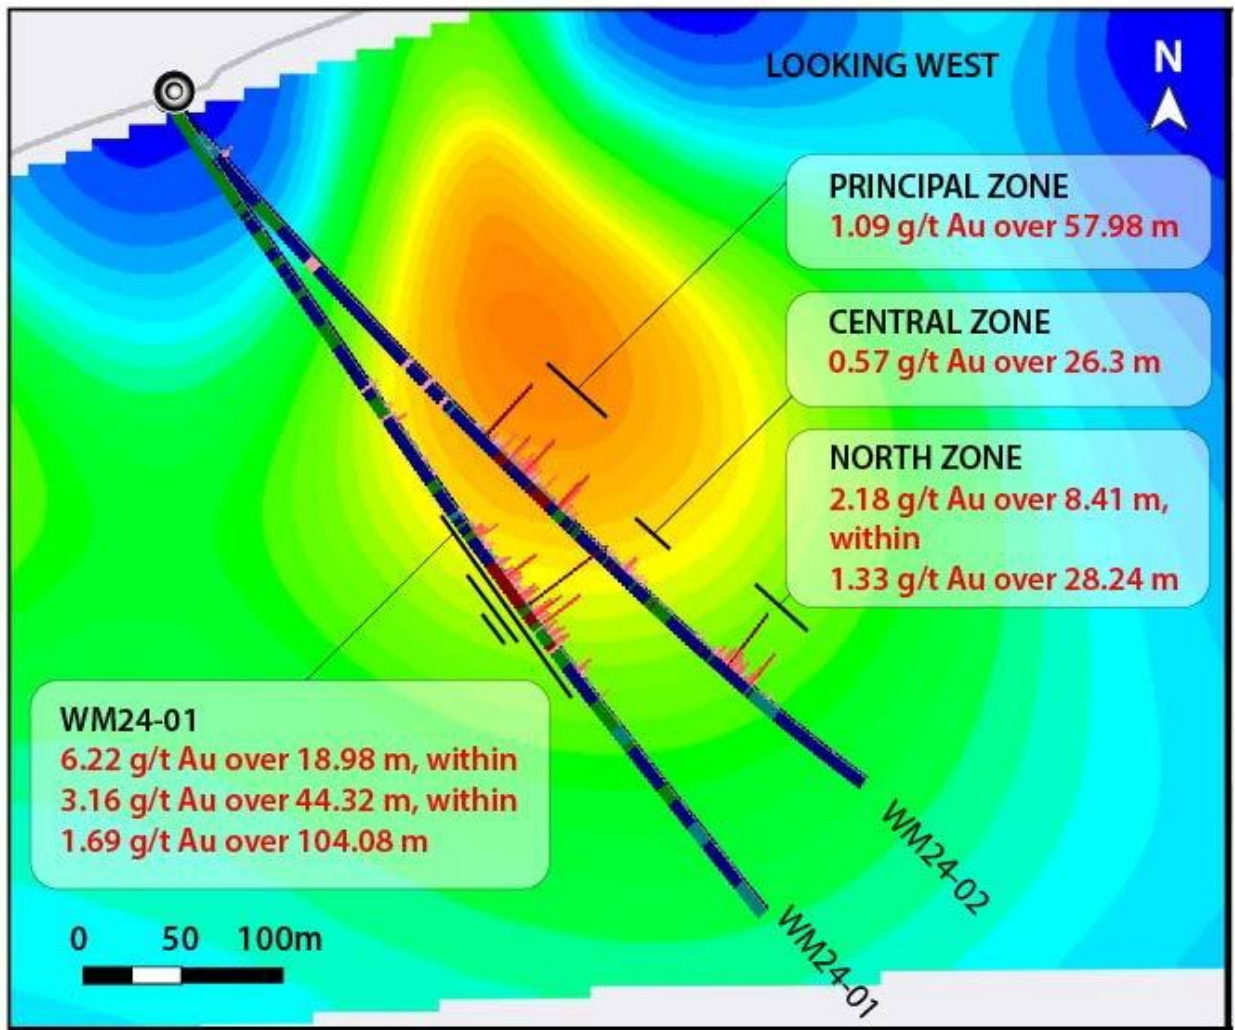 LOOKING WEST
N
PRINCIPAL ZONE
1.09 g/t Au over 57.98 m
CENTRAL ZONE
0.57 g/t Au over 26.3 m
NORTH ZONE
2.18 g/t Au over 8.41 m,
within
1.33 g/t Au over 28.24 m
WM24-01
6.22 g/t Au over 18.98 m, within
3.16 g/t Au over 44.32 m, within
1.69 g/t Au over 104.08 m
WM24-02
WM24-01
0 50 100m